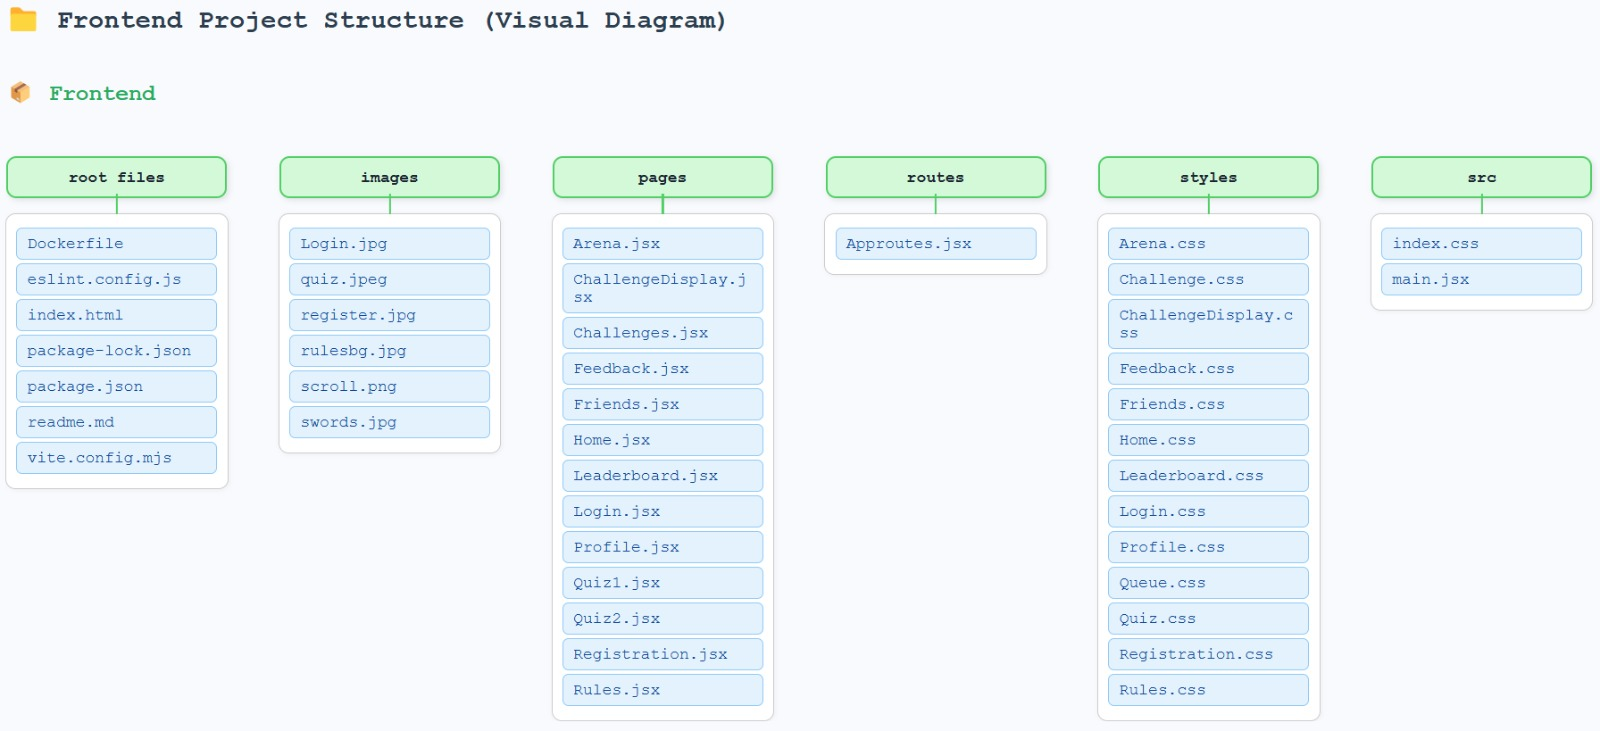 Frontend Project Structure (Visual Diagram)
Frontend
root files
Dockerfile
eslint.config.js
index.html
package-lock.json
package.json
readme.md
vite.config.mjs
images
Login.jpg
quiz.jpeg
register.jpg
rulesbg.jpg
scroll.png
swords.jpg
pages
Arena.jsx
ChallengeDisplay.j
sx
Challenges.jsx
Feedback.jsx
Friends.jsx
Home.jsx
Leaderboard.jsx
Login.jsx
Profile.jsx
Quiz1.jsx
Quiz2.jsx
Registration.jsx
Rules.jsx
routes
Approutes.jsx
styles
Arena.css
Challenge.css
ChallengeDisplay.c
ss
Feedback.css
Friends.css
Home.css
Leaderboard.css
Login.css
Profile.css
Queue.css
Quiz.css
Registration.css
Rules.css
src
index.css
main.jsx